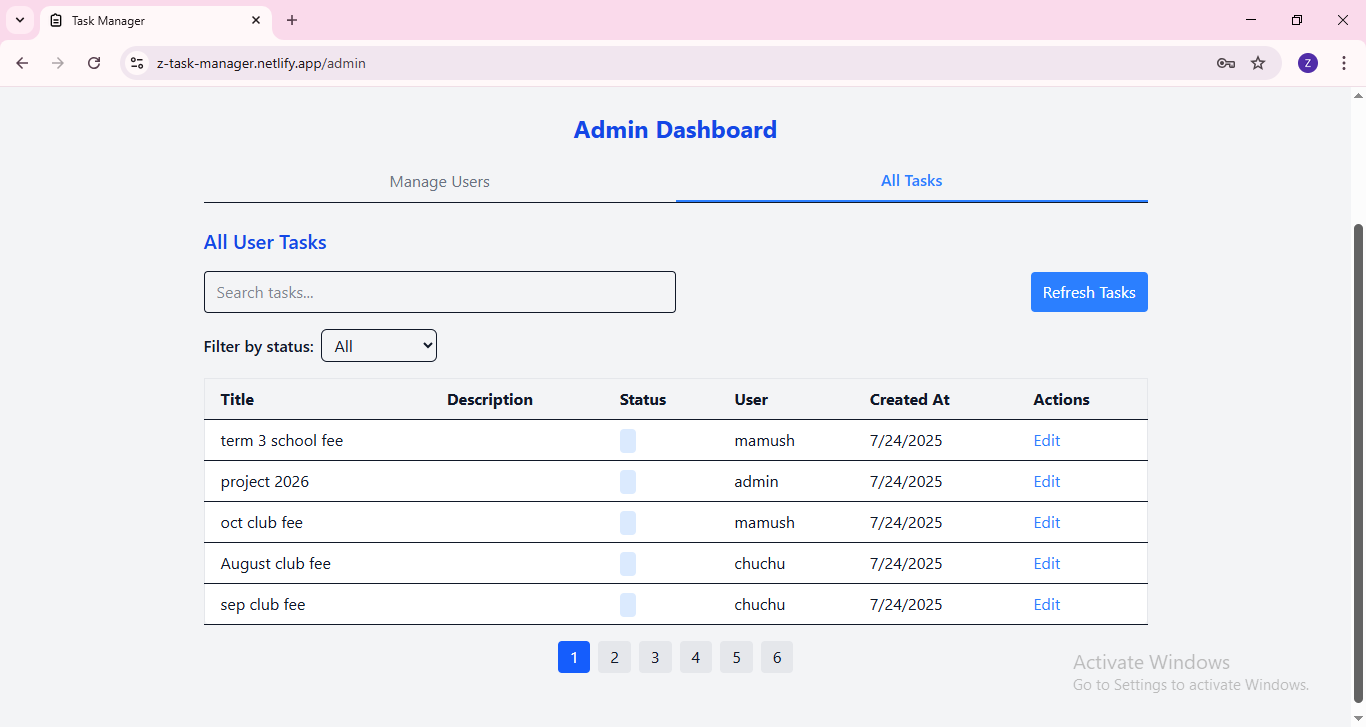 Task Manager
z-task-manager.netlify.app/admin
Z
Admin Dashboard
Manage Users
All Tasks
All User Tasks
Search tasks...
Refresh Tasks
Filter by status: All
Title Description Status User Created At Actions
term 3 school fee mamush 7/24/2025 Edit
project 2026 admin 7/24/2025 Edit
oct club fee mamush 7/24/2025 Edit
August club fee chuchu 7/24/2025 Edit
sep club fee chuchu 7/24/2025 Edit
1 2 3 4 5 6
Activate Windows
Go to Settings to activate Windows.